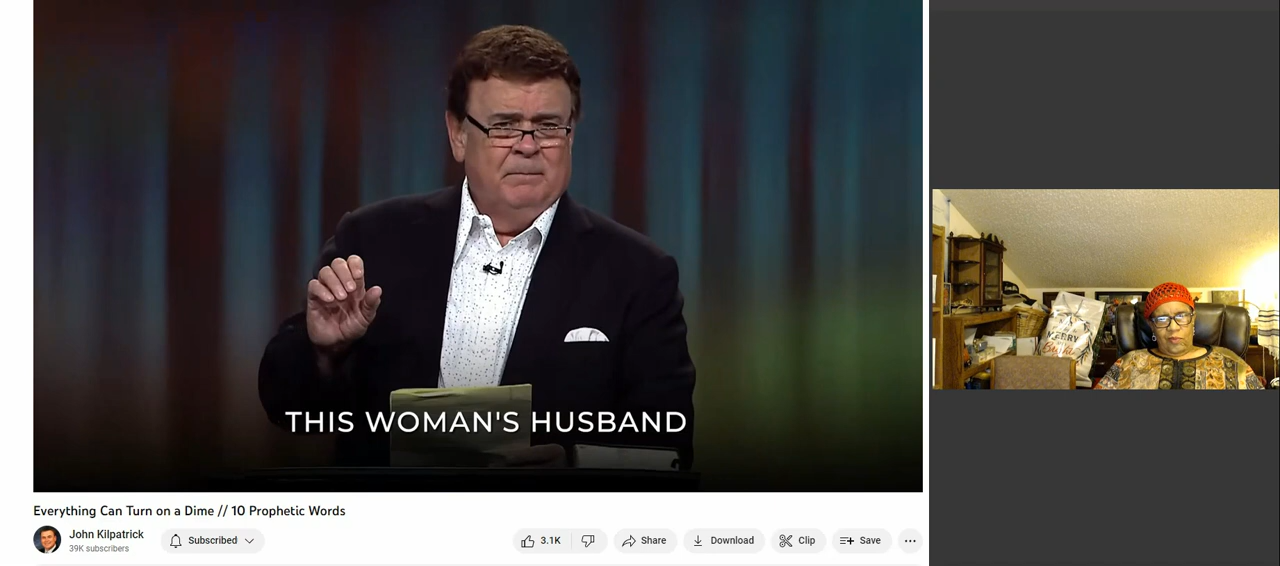 THIS WOMAN'S HUSBAND
Everything Can Turn on a Dime // 10 Prophetic Words
John Kilpatrick
39K subscribers
Subscribed
3.1K
Share
Download
Clip
Save